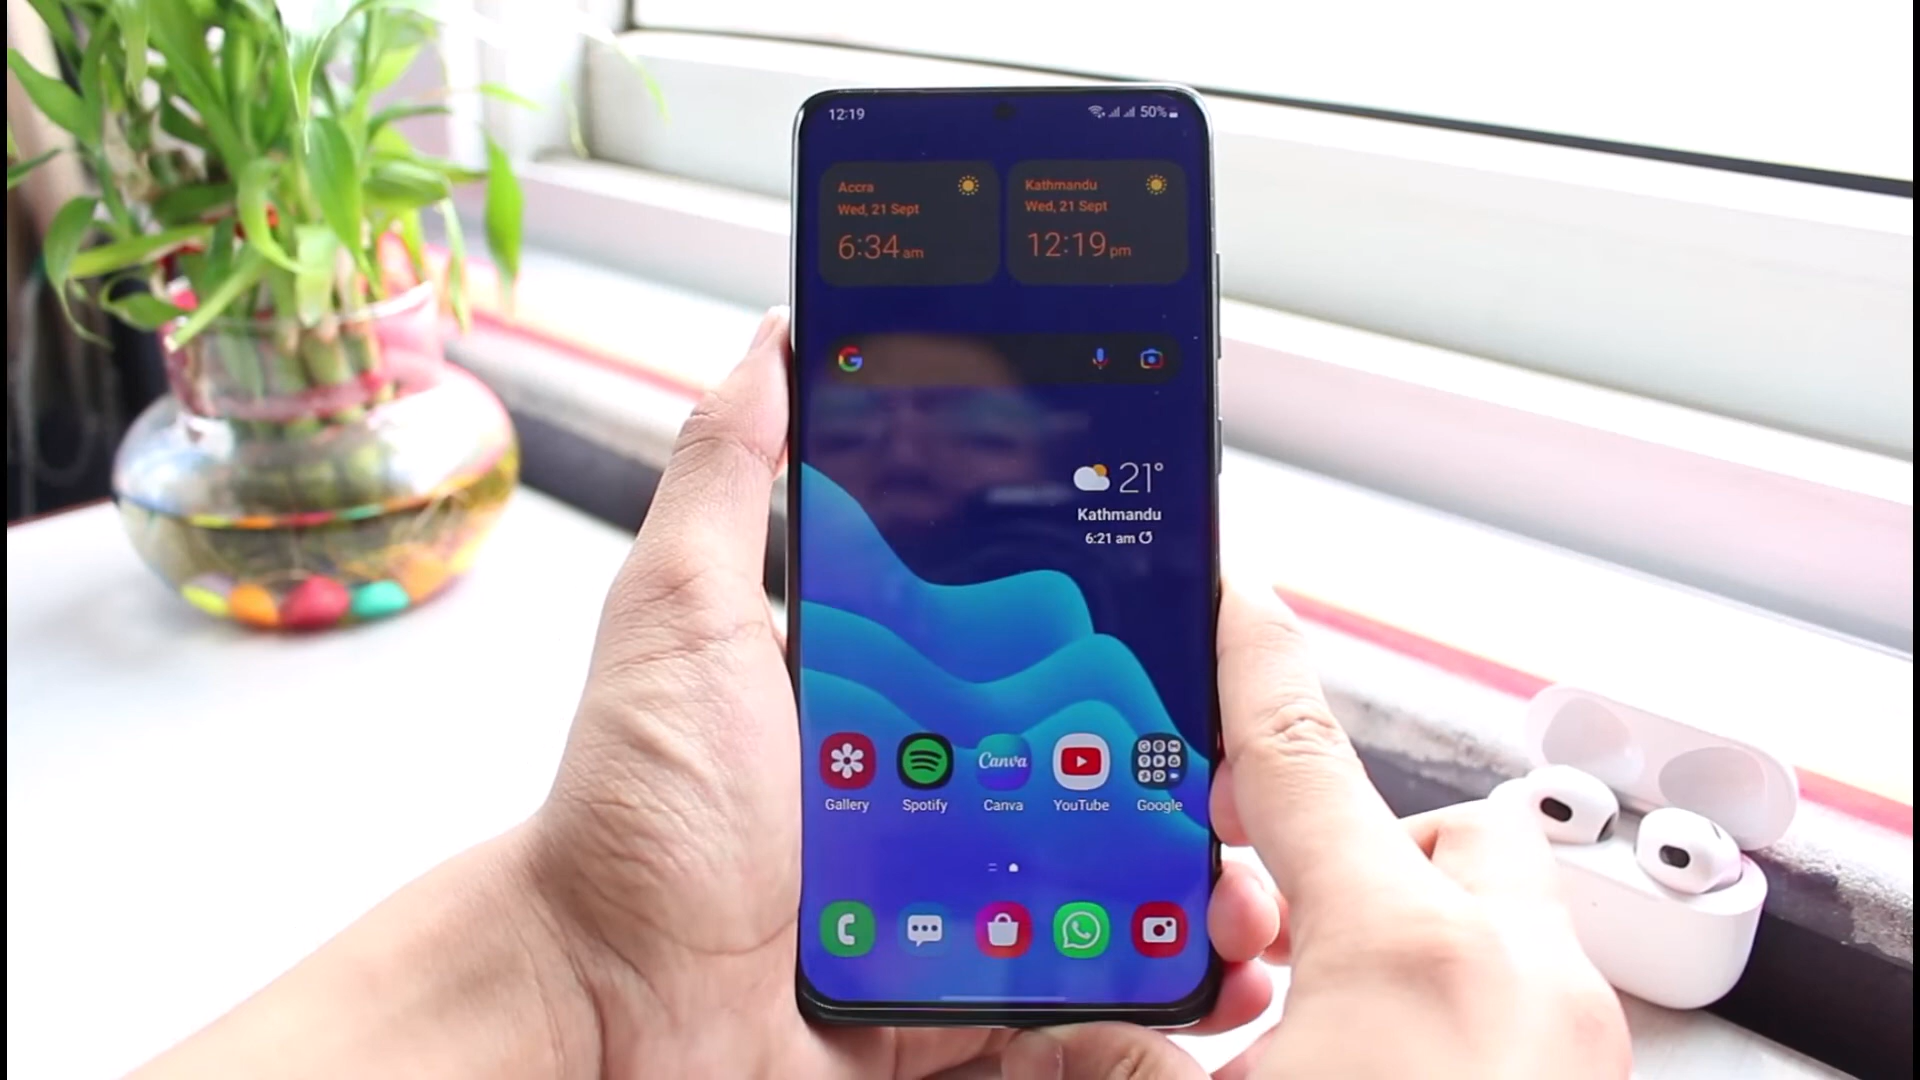 12:19
50%
Accra
Wed, 21 Sept
6:34 am
Kathmandu
Wed, 21 Sept
12:19 pm
G
21°
Kathmandu
6:21 am
Canva
Gallery
Spotify
Canva
YouTube
Google